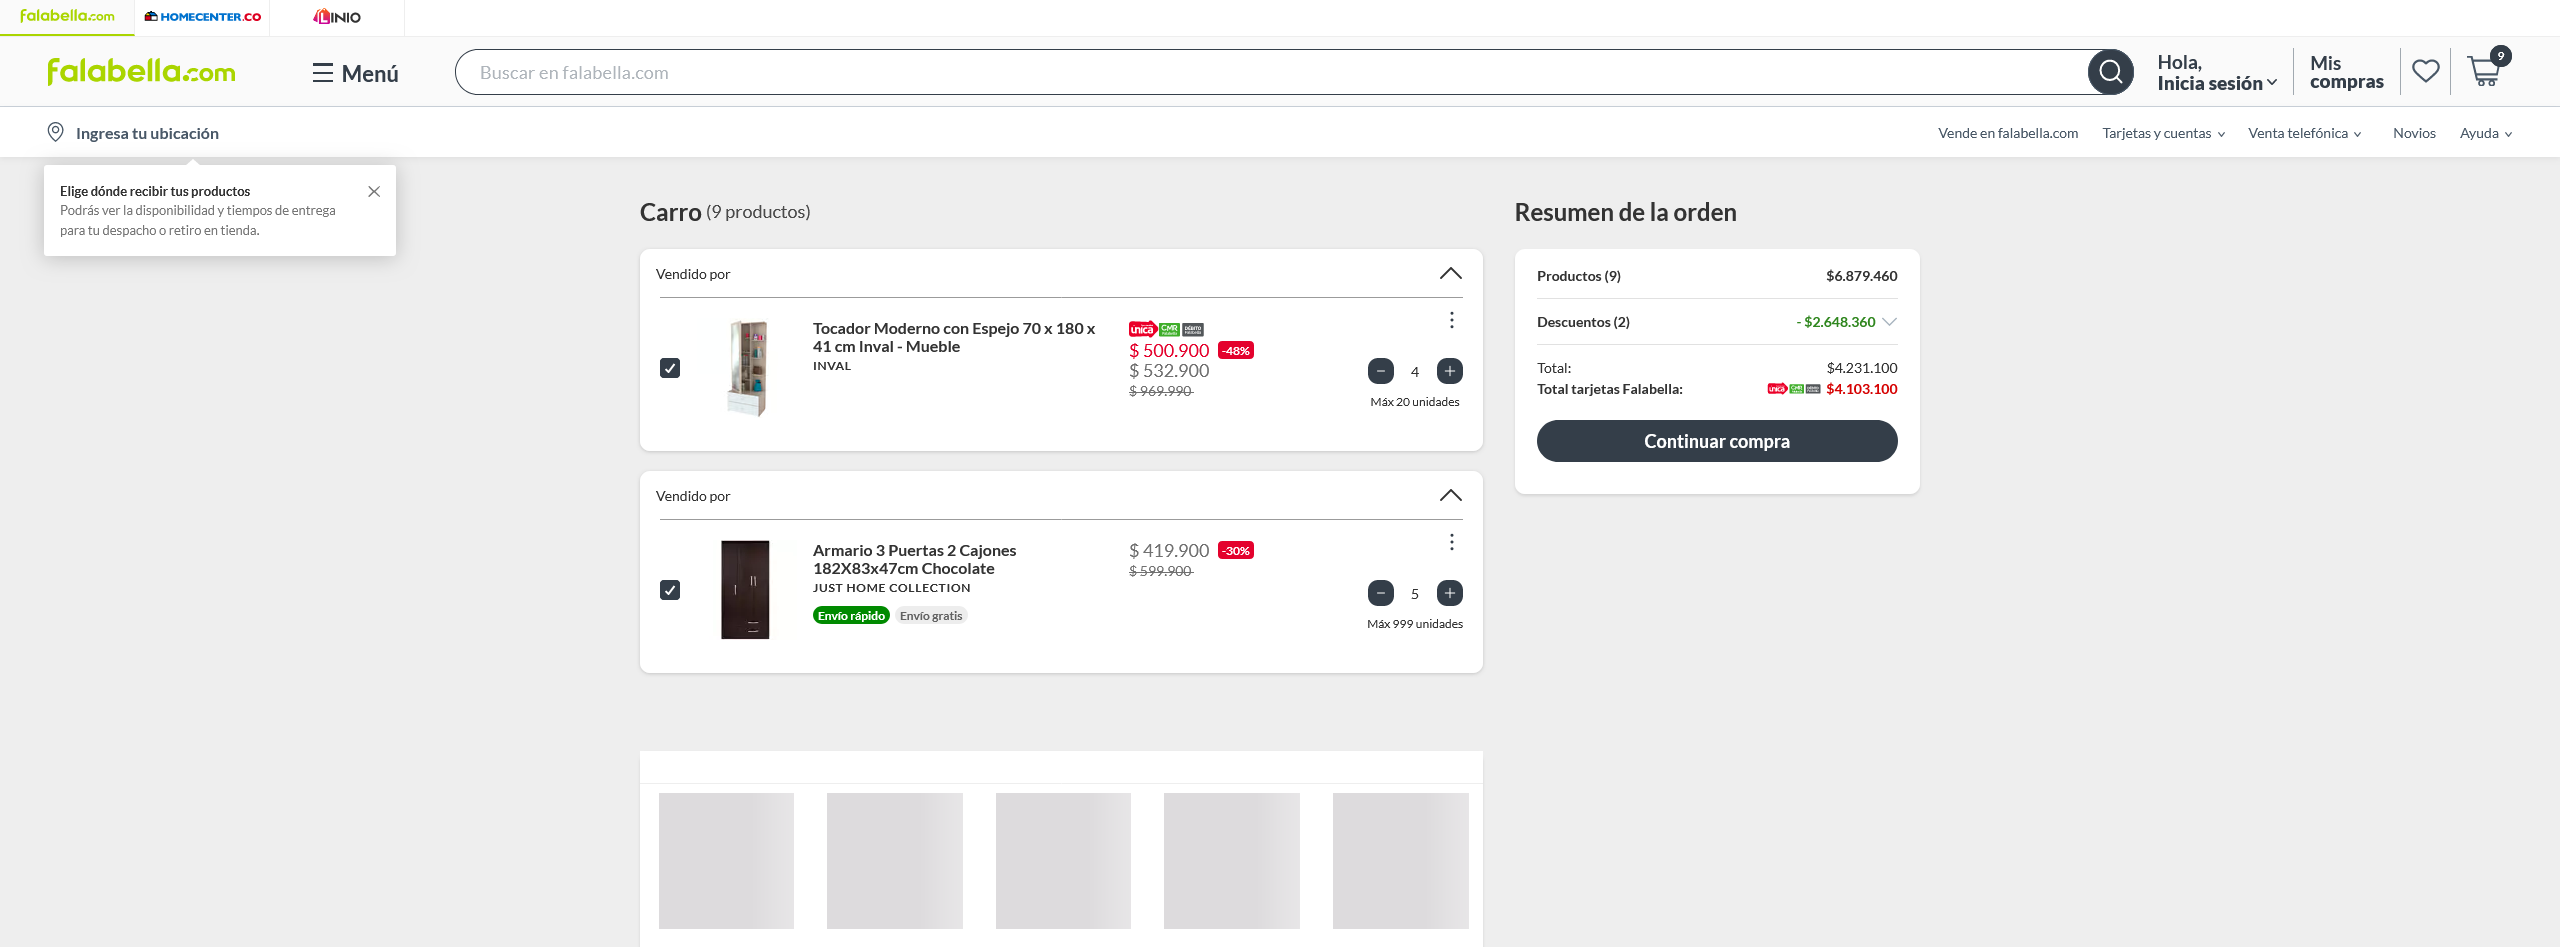 falabella.com
HOMECENTER.CO
LINIO
falabella.com
Menú
Buscar en falabella.com
Hola,
Inicia sesión
Mis
compras
9
Ingresa tu ubicación
Vende en falabella.com
Tarjetas y cuentas
Venta telefónica
Novios
Ayuda
Elige dónde recibir tus productos
Podrás ver la disponibilidad y tiempos de entrega
para tu despacho o retiro en tienda.
Carro (9 productos)
Vendido por
Tocador Moderno con Espejo 70 x 180 x
41 cm Inval - Mueble
INVAL
única CMR DÉBITO
$ 500.900 -48%
$ 532.900
$ 969.990
4
Máx 20 unidades
Vendido por
Armario 3 Puertas 2 Cajones
182X83x47cm Chocolate
JUST HOME COLLECTION
Envío rápido Envío gratis
$ 419.900 -30%
$ 599.900
5
Máx 999 unidades
Resumen de la orden
Productos (9) $6.879.460
Descuentos (2) - $2.648.360
Total: $4.231.100
Total tarjetas Falabella: única CMR $4.103.100
Continuar compra